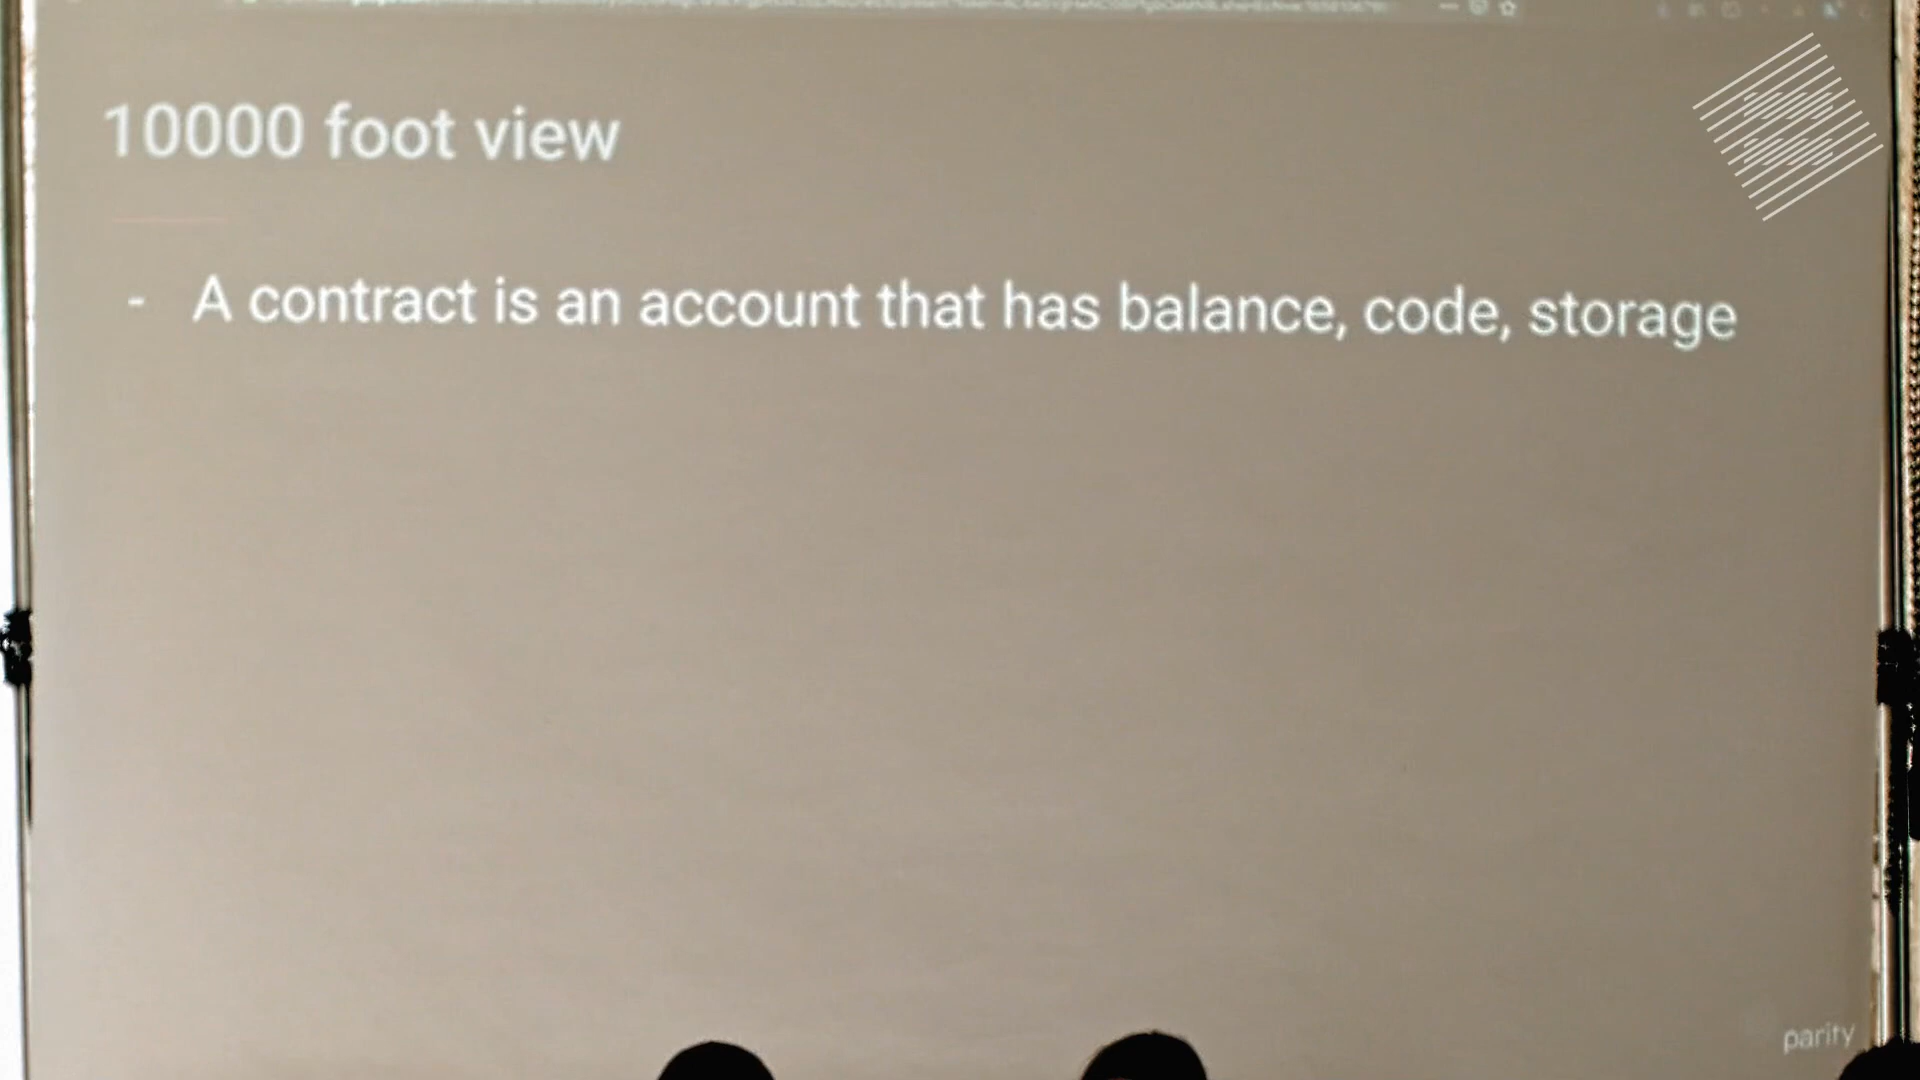 10000 foot view
- A contract is an account that has balance, code, storage
parity